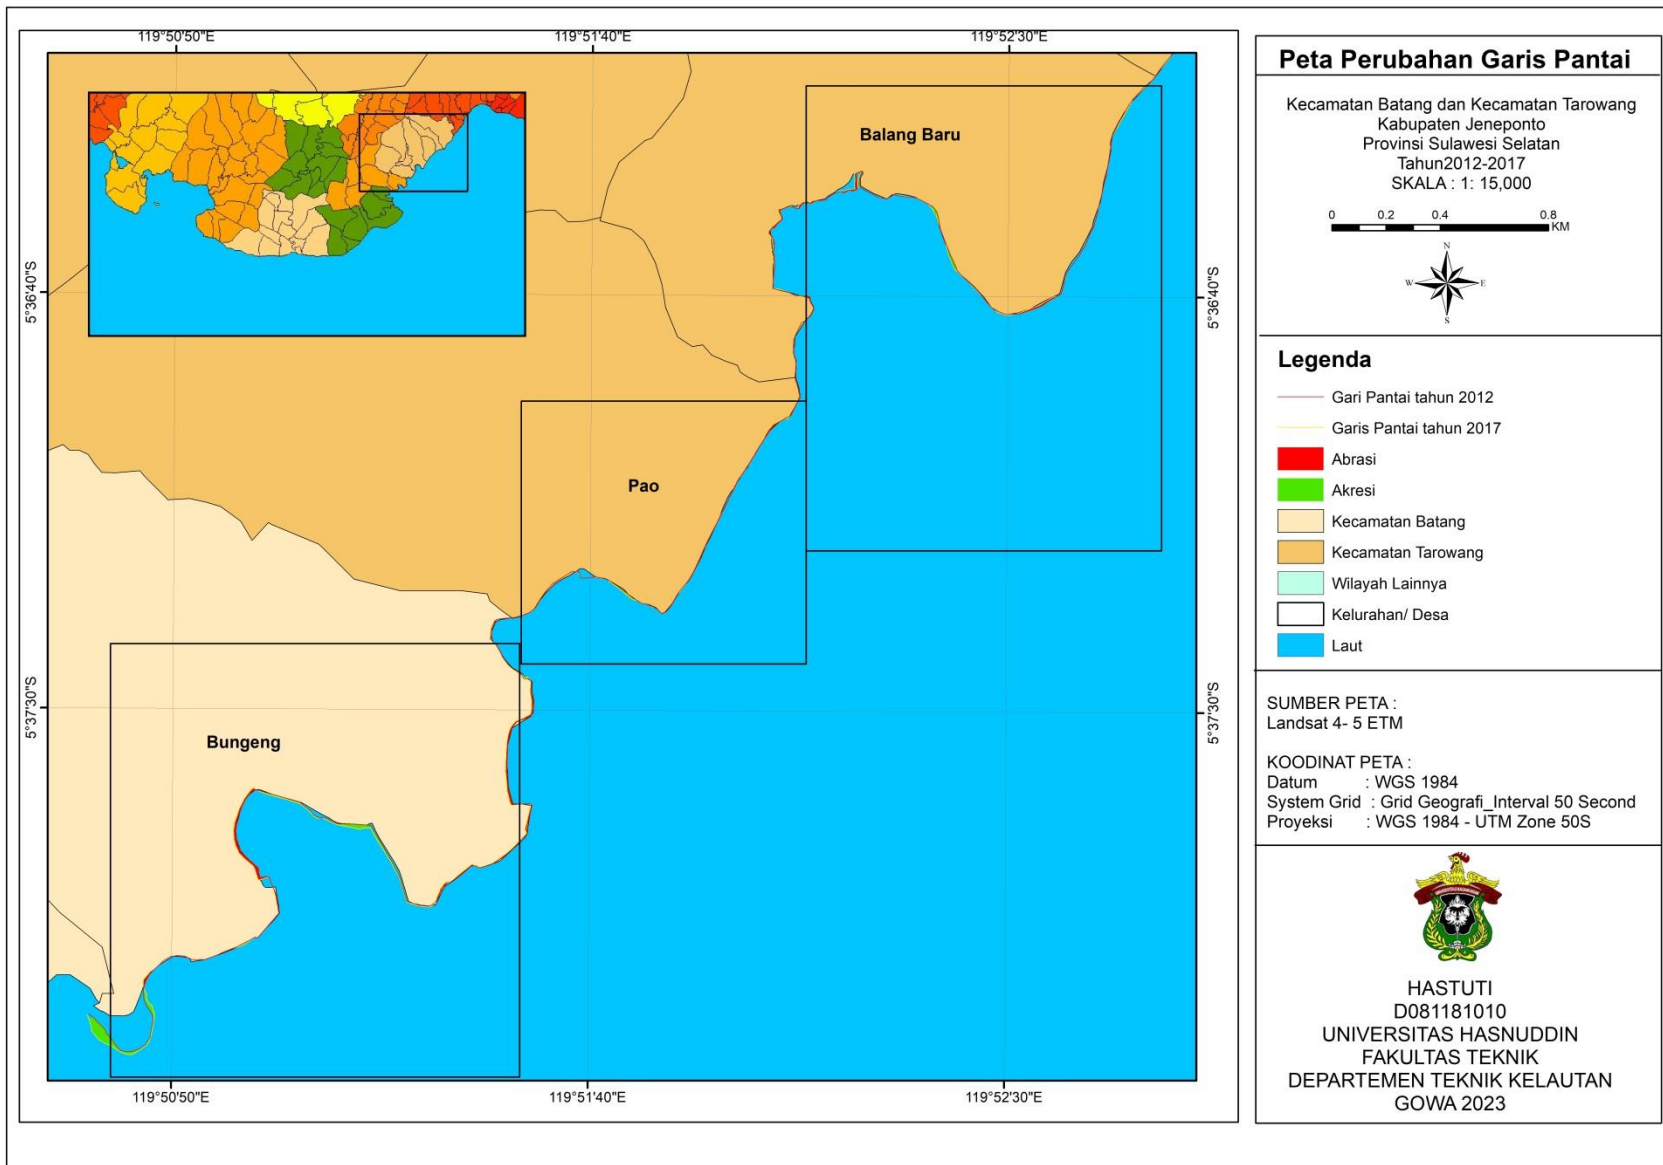 119°50'50"E
119°51'40"E
119°52'30"E
5°36'40"S
5°37'30"S
Balang Baru
Pao
Bungeng
5°36'40"S
5°37'30"S
119°50'50"E
119°51'40"E
119°52'30"E
Peta Perubahan Garis Pantai
Kecamatan Batang dan Kecamatan Tarowang
Kabupaten Jeneponto
Provinsi Sulawesi Selatan
Tahun2012-2017
SKALA : 1: 15,000
0 0.2 0.4 0.8
KM
N
W E
S
Legenda
Gari Pantai tahun 2012
Garis Pantai tahun 2017
Abrasi
Akresi
Kecamatan Batang
Kecamatan Tarowang
Wilayah Lainnya
Kelurahan/ Desa
Laut
SUMBER PETA :
Landsat 4- 5 ETM
KOODINAT PETA :
Datum : WGS 1984
System Grid : Grid Geografi_Interval 50 Second
Proyeksi : WGS 1984 - UTM Zone 50S
HASTUTI
D081181010
UNIVERSITAS HASNUDDIN
FAKULTAS TEKNIK
DEPARTEMEN TEKNIK KELAUTAN
GOWA 2023